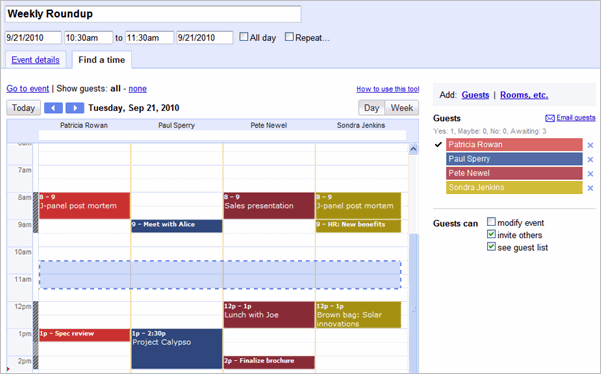 Weekly Roundup
9/21/2010 10:30am to 11:30am 9/21/2010 All day Repeat...
Event details Find a time
Go to event | Show guests: all - none How to use this tool
Today Tuesday, Sep 21, 2010 Day Week
Patricia Rowan Paul Sperry Pete Newel Sondra Jenkins
7am
8am
8 – 9
J-panel post mortem
8 – 9
Sales presentation
8 – 9
J-panel post mortem
9am
9 – Meet with Alice
9 – HR: New benefits
10am
11am
12pm
12p – 1p
Lunch with Joe
12p – 1p
Brown bag: Solar
innovations
1pm
1p – Spec review
1p – 2:30p
Project Calypso
2pm
2p – Finalize brochure
Add: Guests | Rooms, etc.
Guests Email guests
Yes: 1, Maybe: 0, No: 0, Awaiting: 3
Patricia Rowan
Paul Sperry
Pete Newel
Sondra Jenkins
Guests can modify event
invite others
see guest list